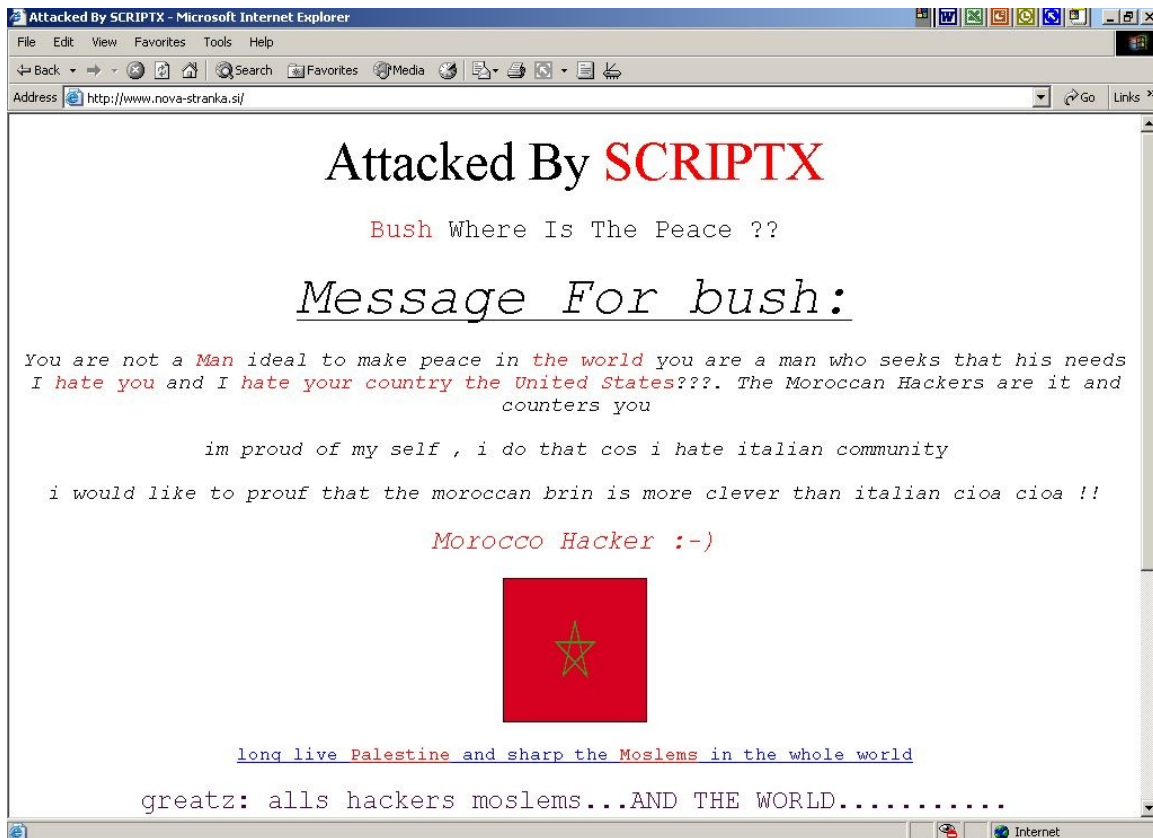 Attacked By SCRIPTX - Microsoft Internet Explorer
File Edit View Favorites Tools Help
Back Search Favorites Media
Address http://www.nova-stranka.si/ Go Links »
Attacked By SCRIPTX
Bush Where Is The Peace ??
Message For bush:
You are not a Man ideal to make peace in the world you are a man who seeks that his needs
I hate you and I hate your country the United States???. The Moroccan Hackers are it and
counters you
im proud of my self , i do that cos i hate italian community
i would like to prouf that the moroccan brin is more clever than italian cioa cioa !!
Morocco Hacker :-)
long live Palestine and sharp the Moslems in the whole world
greatz: alls hackers moslems...AND THE WORLD...........
Internet